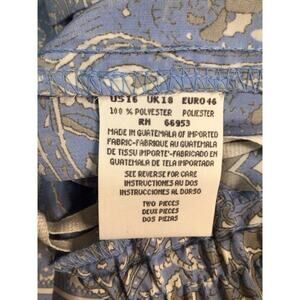 US16 UK18 EURO46
100 % POLYESTER POLIESTER
RN 66953
MADE IN GUATEMALA OF IMPORTED
FABRIC-FABRIQUE AU GUATEMALA
DE TISSU IMPORTE-FABRICADO EN
GUATEMALA DE TELA IMPORTADA
SEE REVERSE FOR CARE
INSTRUCTIONES AU DOS
INSTRUCCIONES AL DORSO
TWO PIECES
DEUX PIECES
DOS PIEZAS